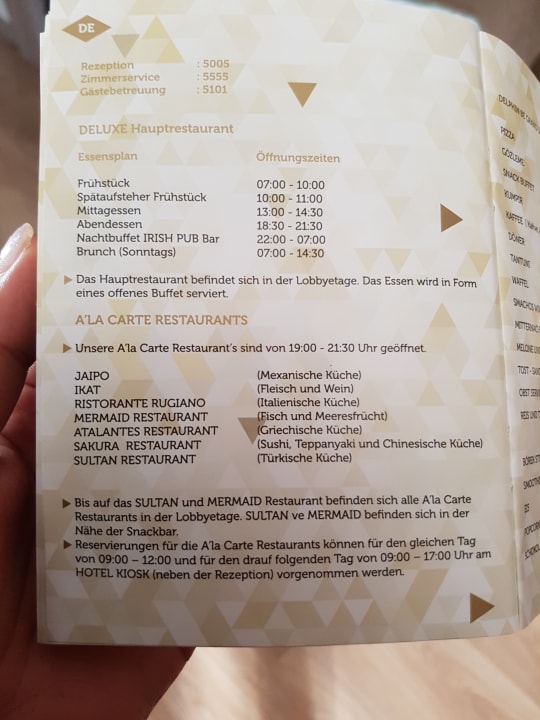 DE
Rezeption : 5005
Zimmerservice : 5555
Gästebetreuung : 5101
DELUXE Hauptrestaurant
Essensplan Öffnungszeiten
Frühstück 07:00 - 10:00
Spätaufsteher Frühstück 10:00 - 11:00
Mittagessen 13:00 - 14:30
Abendessen 18:30 - 21:30
Nachtbuffet IRISH PUB Bar 22:00 - 07:00
Brunch (Sonntags) 07:00 - 14:30
Das Hauptrestaurant befindet sich in der Lobbyetage. Das Essen wird in Form
eines offenes Buffet serviert.
A'LA CARTE RESTAURANTS
Unsere A'la Carte Restaurant's sind von 19:00 - 21:30 Uhr geöffnet.
JAIPO (Mexanische Küche)
IKAT (Fleisch und Wein)
RISTORENTE RUGIANO (Italienische Küche)
MERMAID RESTAURANT (Fisch und Meeresfrücht)
ATALANTES RESTAURANT (Griechische Küche)
SAKURA RESTAURANT (Sushi, Teppanyaki und Chinesische Küche)
SULTAN RESTAURANT (Türkische Küche)
Bis auf das SULTAN und MERMAID Restaurant befinden sich alle A'la Carte
Restaurants in der Lobbyetage. SULTAN ve MERMAID befinden sich in der
Nähe der Snackbar.
Reservierungen für die A'la Carte Restaurants können für den gleichen Tag
von 09:00 – 12:00 und für den drauf folgenden Tag von 09:00 – 17:00 Uhr am
HOTEL KIOSK (neben der Rezeption) vorgenommen werden.
PIZZA
GÖZLEME
SNACK BUFFET
KUMPIR
KAFFEE
DÖNER
TANTUNI
WAFFEL